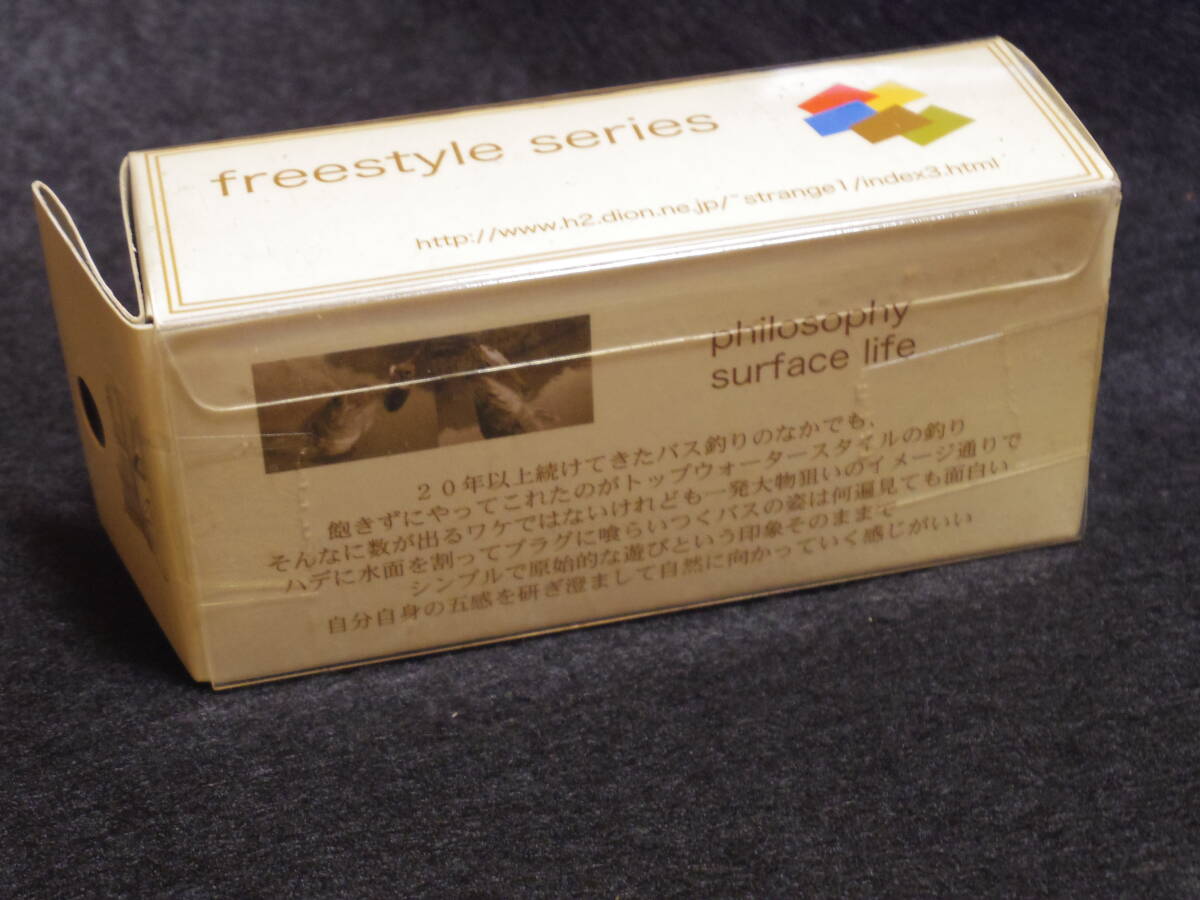 freestyle series
http://www.h2.dion.ne.jp/~strange1/index3.html
philosophy
surface life
20年以上続けてきたバス釣りのなかでも、
飽きずにやってこれたのがトップウォータースタイルの釣り
そんなに数が出るワケではないけれども一発大物狙いのイメージ通りで
ハデに水面を割ってプラグに喰らいつくバスの姿は何遍見ても面白い
シンプルで原始的な遊びという印象そのままで
自分自身の五感を研ぎ澄まして自然に向かっていく感じがいい